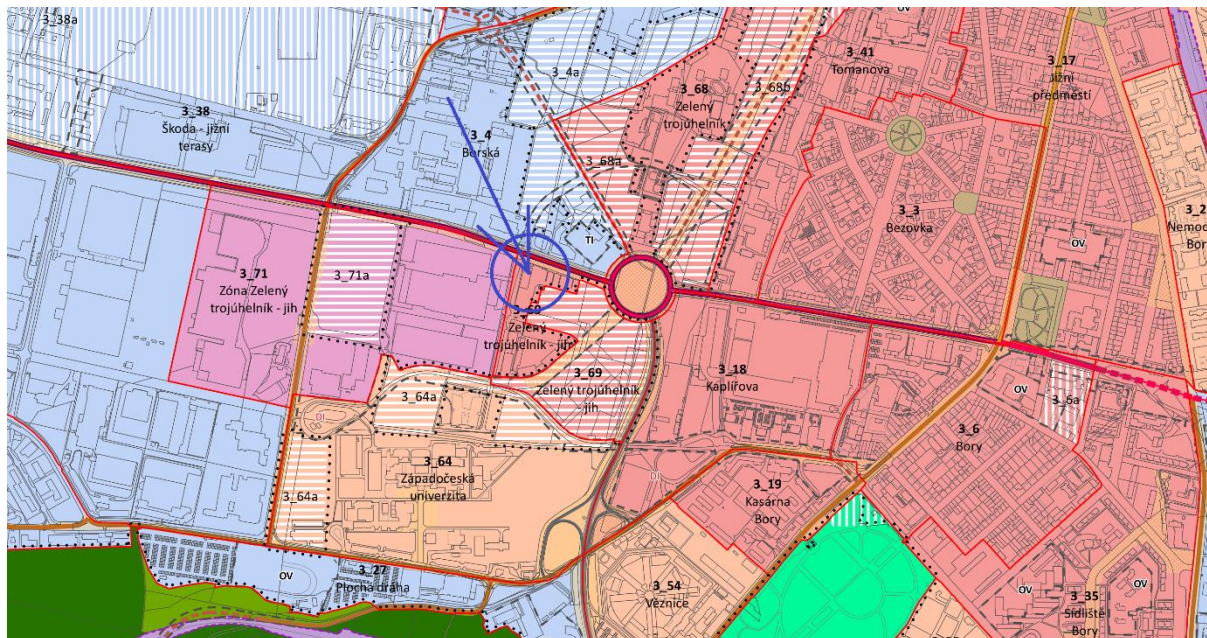 3_38a
OV
3_41
Tomanova
3_17
Jižní
předměstí
3_4a
3_68
Zelený
trojúhelník
3_68b
3_38
Škoda - jižní
terasy
3_4
Borská
3_68a
3_3
Bezovka
3_2
TI
OV
3_71
Zóna Zelený
trojúhelník - jih
3_71a
Zelený
trojúhelník - jih
3_69
Zelený trojúhelník
- jih
3_18
Kaplířova
3_64a
DI
OV
3_6a
3_6
Bory
3_64
Západočeská
univerzita
3_64a
DI
3_19
Kasárna
Bory
OV
3_27
Plochá dráha
3_54
Věznice
OV
3_35
Sídliště
Bory
OV